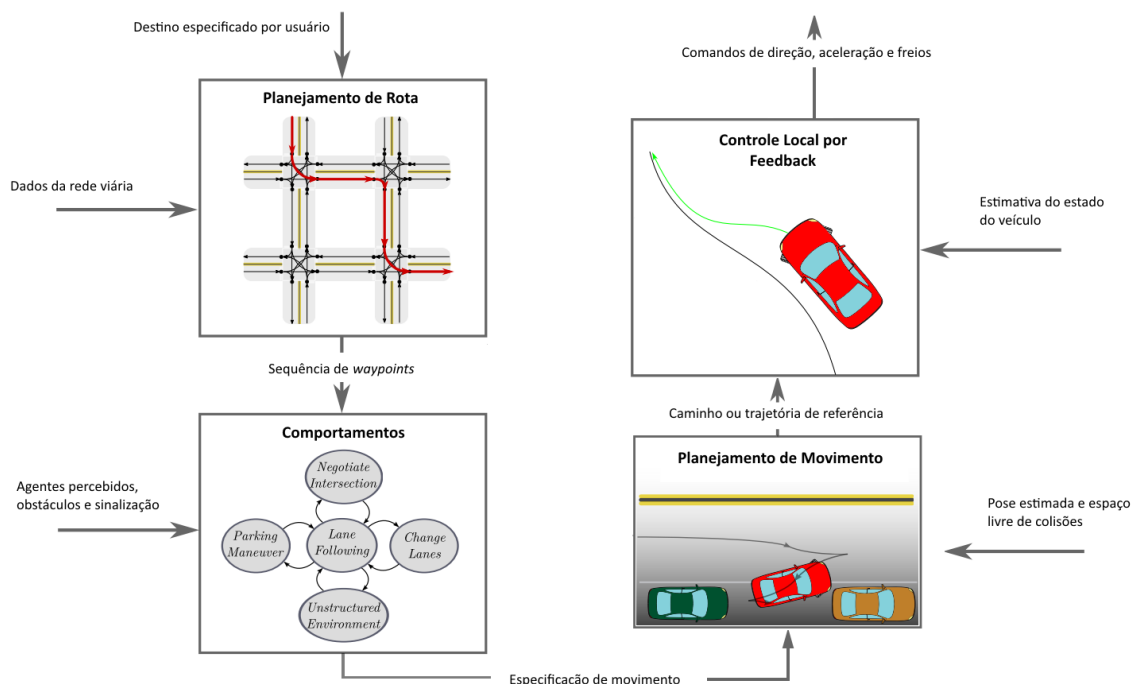 Destino especificado por usuário
Planejamento de Rota
Dados da rede viária
Sequência de waypoints
Comportamentos
Negotiate
Intersection
Parking
Maneuver
Lane
Following
Change
Lanes
Unstructured
Environment
Agentes percebidos,
obstáculos e sinalização
Especificação de movimento
Planejamento de Movimento
Pose estimada e espaço
livre de colisões
Caminho ou trajetória de referência
Controle Local por
Feedback
Estimativa do estado
do veículo
Comandos de direção, aceleração e freios